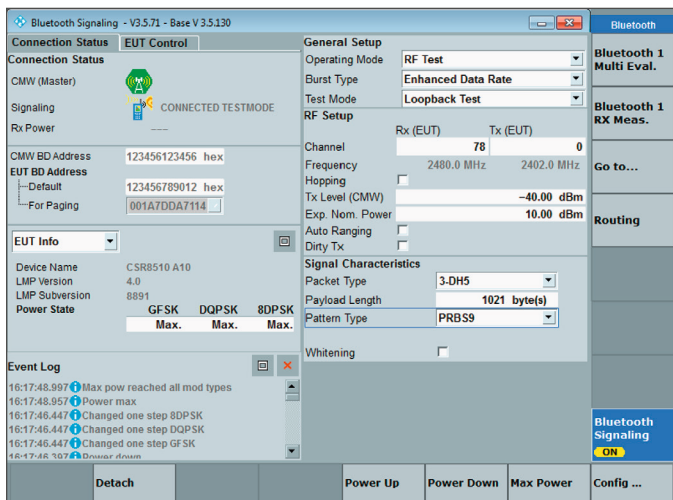 Bluetooth Signaling - V3.5.71 - Base V 3.5.130
Bluetooth
Connection Status EUT Control
Connection Status
CMW (Master)
Signaling CONNECTED TESTMODE
Rx Power ---
CMW BD Address 123456123456 hex
EUT BD Address
Default 123456789012 hex
For Paging 001A7DDA7114
EUT Info
Device Name CSR8510 A10
LMP Version 4.0
LMP Subversion 8891
Power State GFSK DQPSK 8DPSK
Max. Max. Max.
Event Log
16:17:48.997 Max pow reached all mod types
16:17:48.957 Power max
16:17:46.447 Changed one step 8DPSK
16:17:46.447 Changed one step DQPSK
16:17:46.447 Changed one step GFSK
16:17:46.397 Power down
General Setup
Operating Mode RF Test
Burst Type Enhanced Data Rate
Test Mode Loopback Test
RF Setup
Rx (EUT) Tx (EUT)
Channel 78 0
Frequency 2480.0 MHz 2402.0 MHz
Hopping
Tx Level (CMW) -40.00 dBm
Exp. Nom. Power 10.00 dBm
Auto Ranging
Dirty Tx
Signal Characteristics
Packet Type 3-DH5
Payload Length 1021 byte(s)
Pattern Type PRBS9
Whitening
Bluetooth 1
Multi Eval.
Bluetooth 1
RX Meas.
Go to...
Routing
Bluetooth
Signaling
ON
Detach Power Up Power Down Max Power Config ...